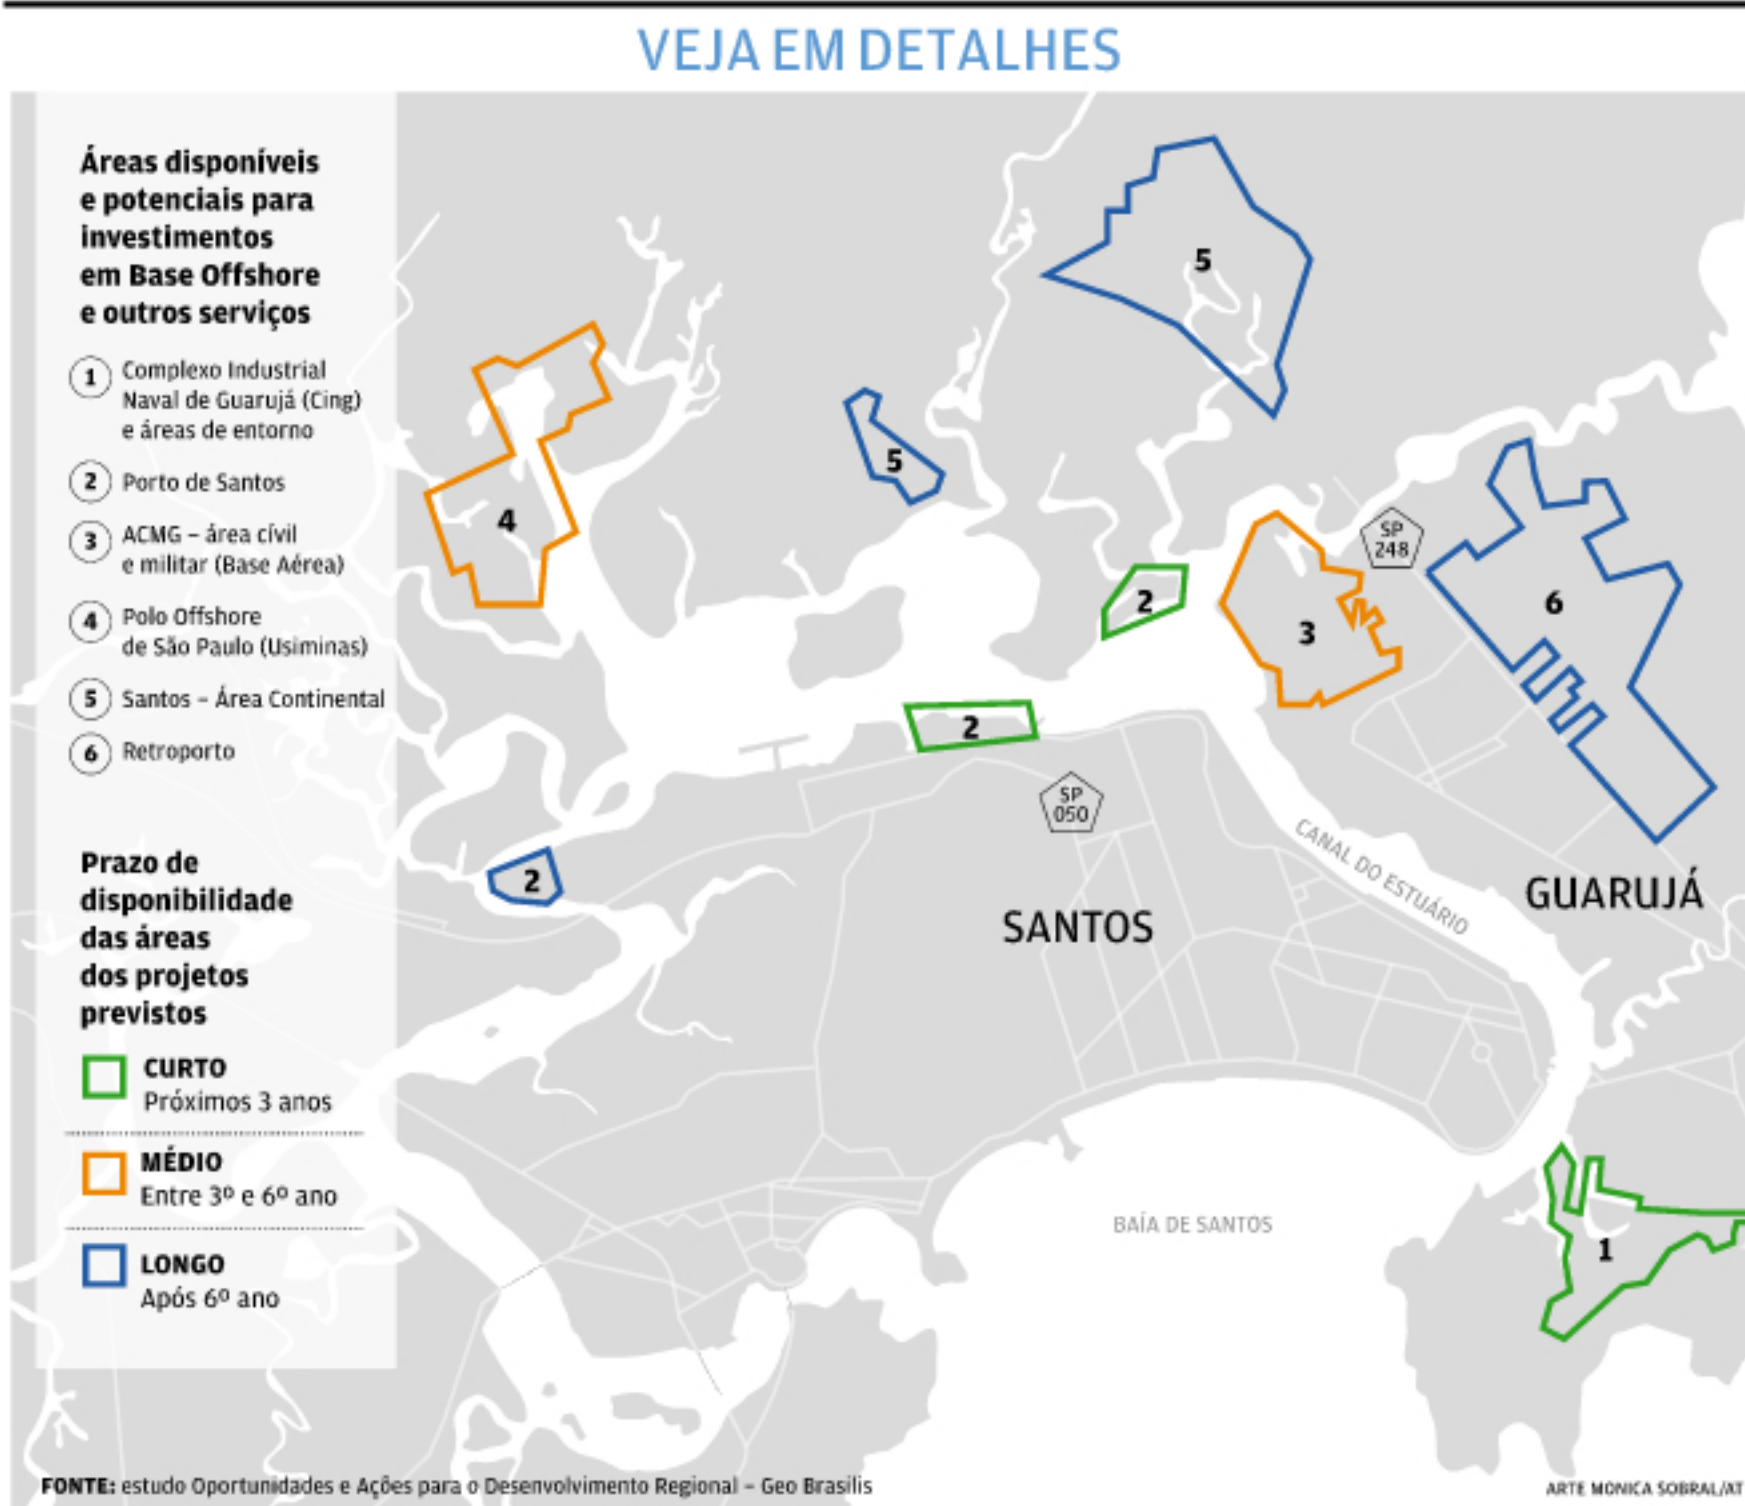 VEJA EM DETALHES
Áreas disponíveis
e potenciais para
investimentos
em Base Offshore
e outros serviços
1 Complexo Industrial
Naval de Guarujá (Cing)
e áreas de entorno
2 Porto de Santos
3 ACMG – área cívil
e militar (Base Aérea)
4 Polo Offshore
de São Paulo (Usiminas)
5 Santos – Área Continental
6 Retroporto
Prazo de
disponibilidade
das áreas
dos projetos
previstos
CURTO
Próximos 3 anos
MÉDIO
Entre 3º e 6º ano
LONGO
Após 6º ano
5
5
4
2
3
SP
248
6
2
SP
050
2
CANAL DO ESTUÁRIO
GUARUJÁ
SANTOS
BAÍA DE SANTOS
1
FONTE: estudo Oportunidades e Ações para o Desenvolvimento Regional – Geo Brasilis
ARTE MONICA SOBRAL/AT